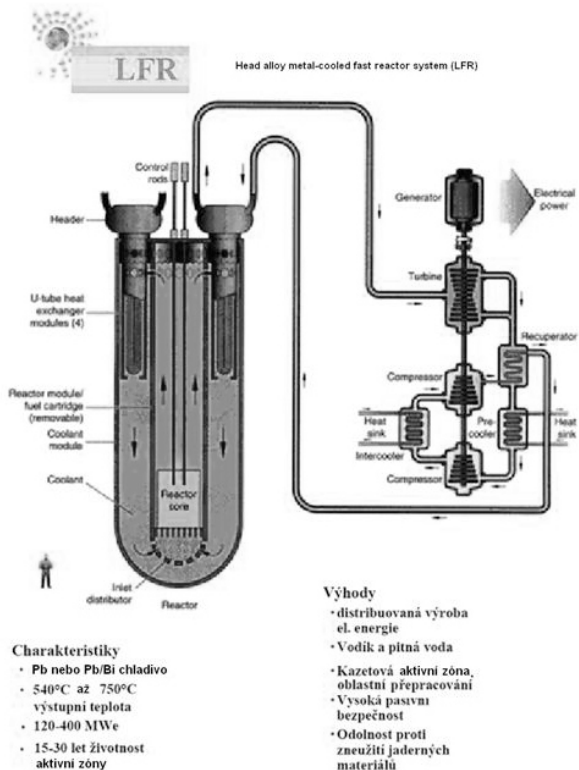 LFR
Head alloy metal-cooled fast reactor system (LFR)
Control
rods
Header
U-tube heat
exchanger
modules (4)
Reactor module/
fuel cartridge
(removable)
Coolant
module
Coolant
Reactor
core
Inlet
distributor
Reactor
Generator
Electrical
power
Turbine
Recuperator
Compressor
Heat
sink
Pre-
cooler
Heat
sink
Intercooler
Compressor
Charakteristiky
• Pb nebo Pb/Bi chladivo
• 540°C až 750°C
výstupní teplota
• 120-400 MWe
• 15-30 let životnost
aktivní zóny
Výhody
• distribuovaná výroba
el. energie
• Vodík a pitná voda
• Kazetová aktivní zóna,
oblastní přepracování
• Vysoká pasivní
bezpečnost
• Odolnost proti
zneužití jaderných
materiálů